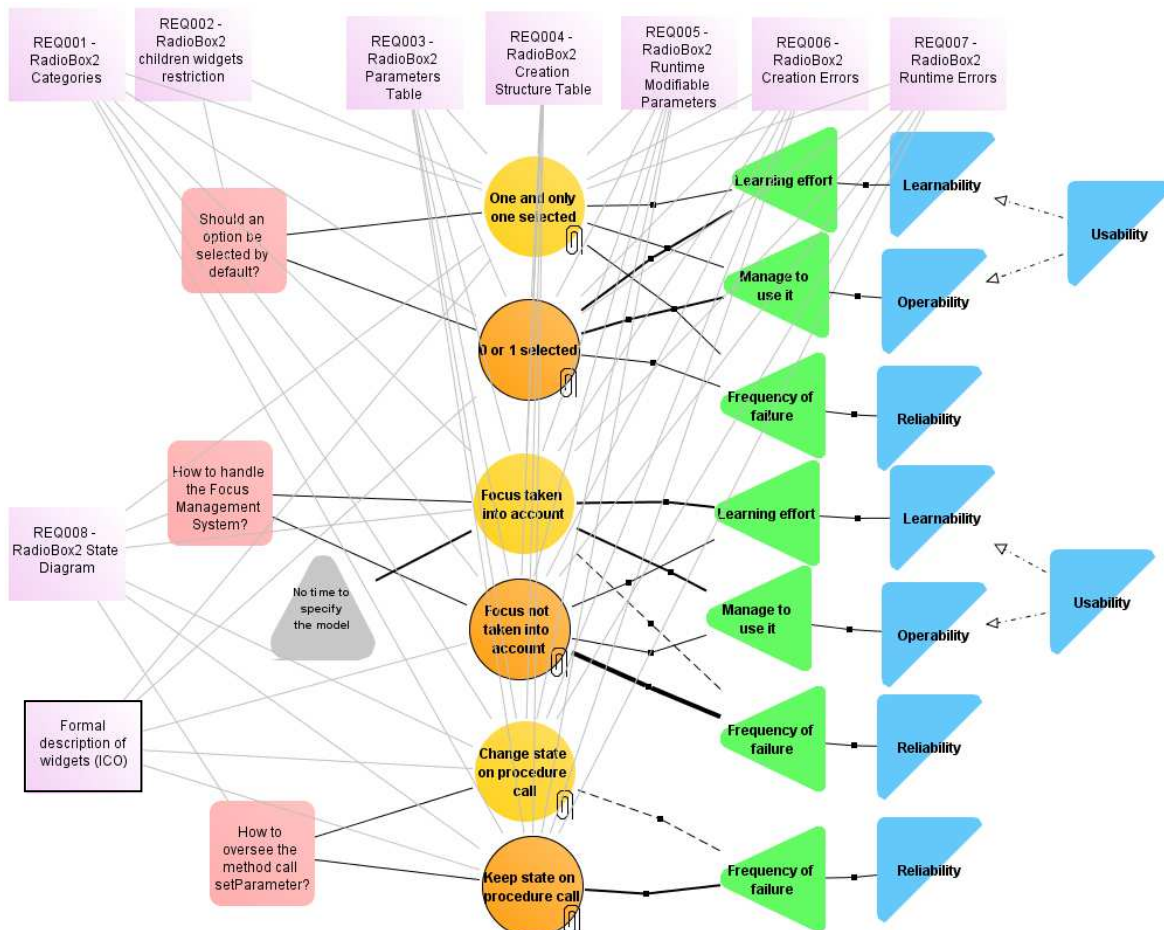 REQ001 -
RadioBox2
Categories
REQ002 -
RadioBox2
children widgets
restriction
REQ003 -
RadioBox2
Parameters
Table
REQ004 -
RadioBox2
Creation
Structure Table
REQ005 -
RadioBox2
Runtime
Modifiable
Parameters
REQ006 -
RadioBox2
Creation Errors
REQ007 -
RadioBox2
Runtime Errors
Should an
option be
selected by
default?
One and only
one selected
0 or 1 selected
Learning effort
Manage to
use it
Frequency of
failure
Learnability
Operability
Reliability
Usability
How to handle
the Focus
Management
System?
REQ008 -
RadioBox2 State
Diagram
No time to
specify
the model
Focus taken
into account
Focus not
taken into
account
Learning effort
Manage to
use it
Frequency of
failure
Learnability
Operability
Reliability
Usability
Formal
description of
widgets (ICO)
How to
oversee the
method call
setParameter?
Change state
on procedure
call
Keep state on
procedure call
Frequency of
failure
Reliability